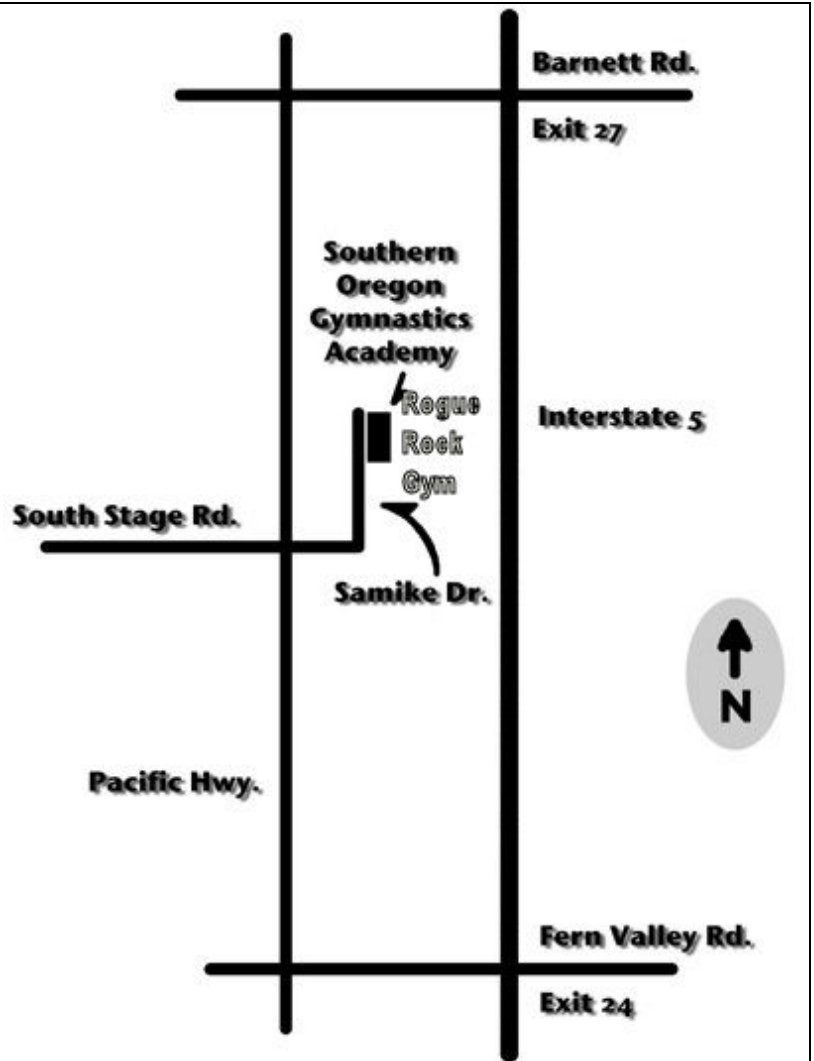 Barnett Rd.
Exit 27
Southern
Oregon
Gymnastics
Academy
Rogue
Rock
Gym
Interstate 5
South Stage Rd.
Samike Dr.
N
Pacific Hwy.
Fern Valley Rd.
Exit 24